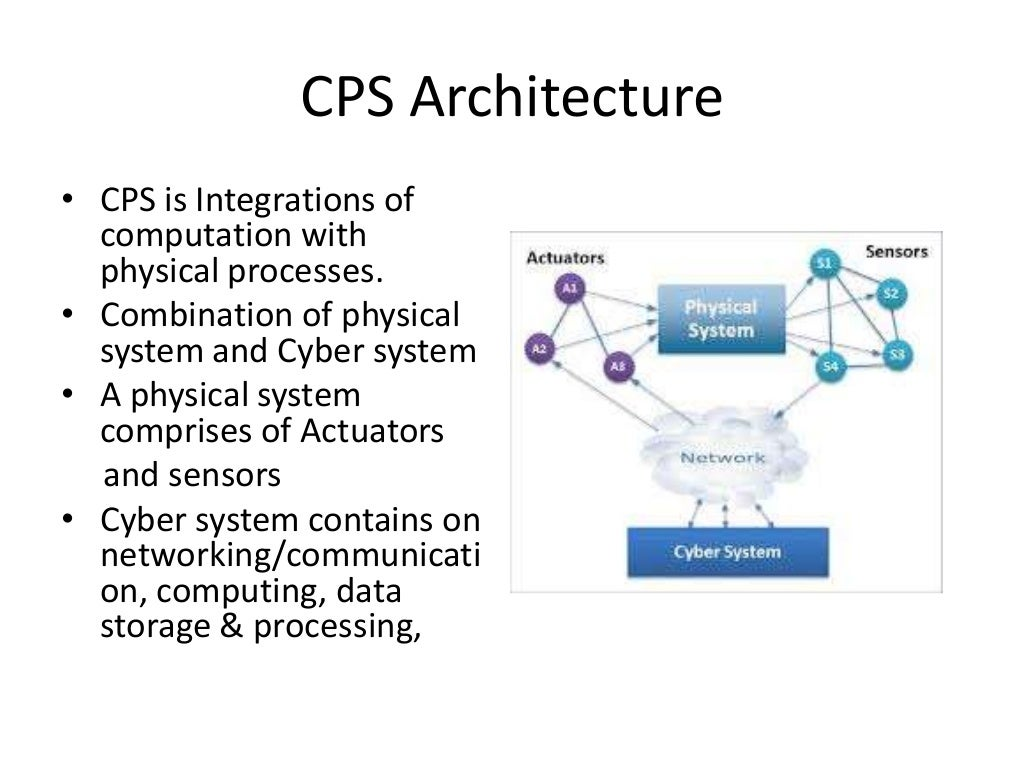 CPS Architecture
• CPS is Integrations of
computation with
physical processes.
• Combination of physical
system and Cyber system
• A physical system
comprises of Actuators
and sensors
• Cyber system contains on
networking/communicati
on, computing, data
storage & processing,
Actuators
Sensors
A1
A2
A3
Physical
System
S1
S2
S3
S4
Network
Cyber System